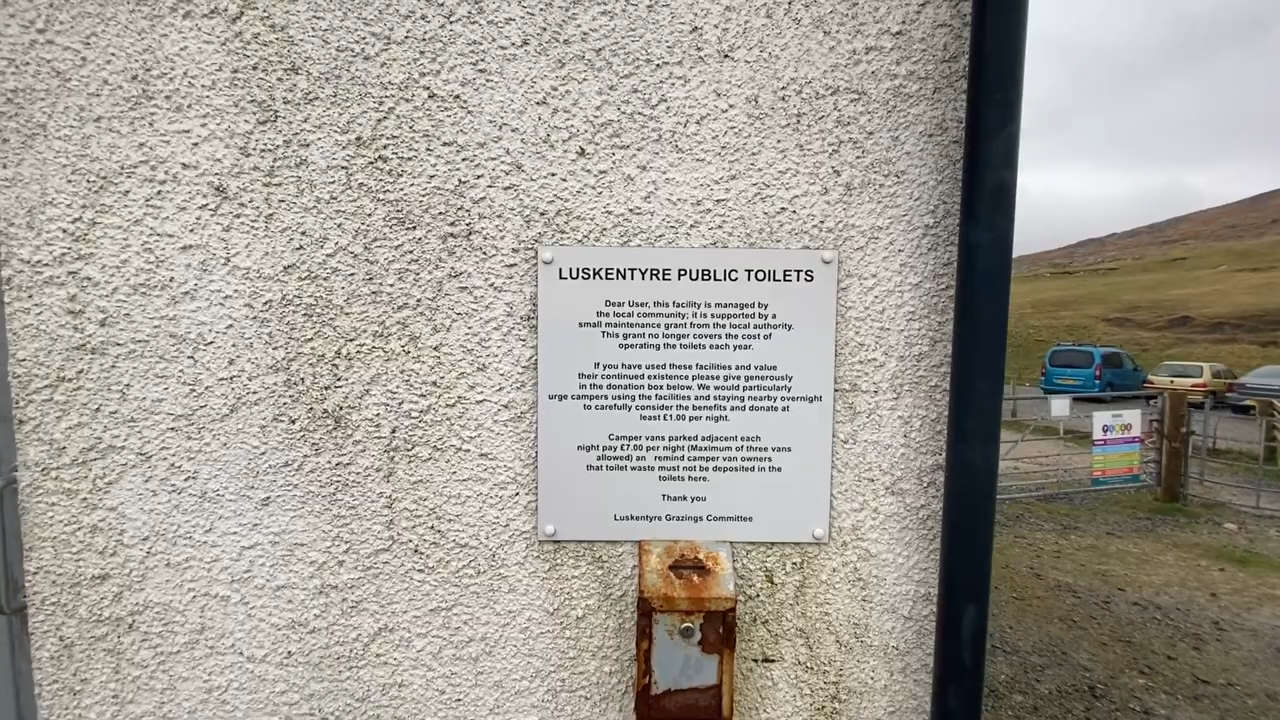 LUSKENTYRE PUBLIC TOILETS
Dear User, this facility is managed by
the local community; it is supported by a
small maintenance grant from the local authority.
This grant no longer covers the cost of
operating the toilets each year.
If you have used these facilities and value
their continued existence please give generously
in the donation box below. We would particularly
urge campers using the facilities and staying nearby overnight
to carefully consider the benefits and donate at
least £1.00 per night.
Camper vans parked adjacent each
night pay £7.00 per night (Maximum of three vans
allowed) an remind camper van owners
that toilet waste must not be deposited in the
toilets here.
Thank you
Luskentyre Grazings Committee